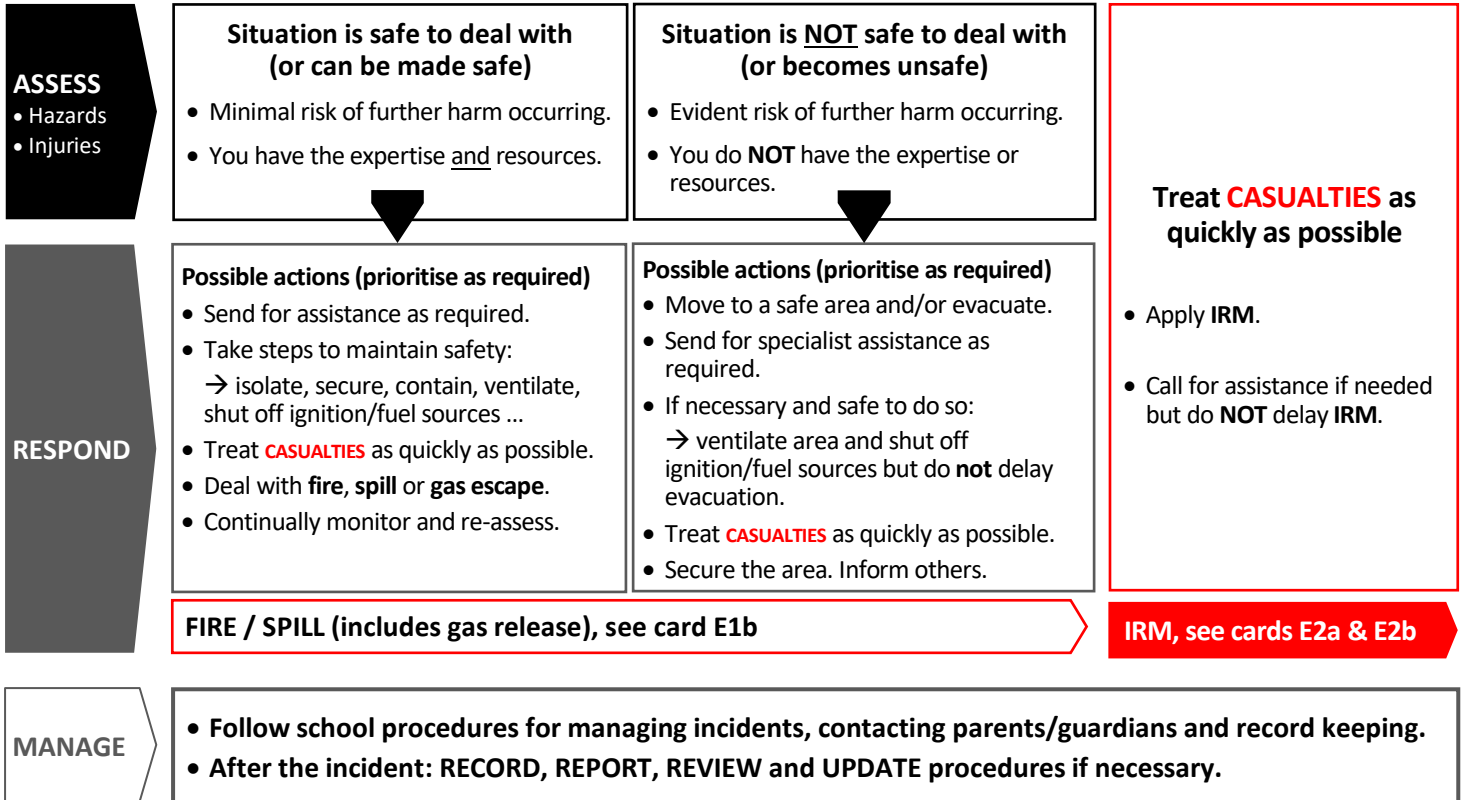 ASSESS
• Hazards
• Injuries
Situation is safe to deal with
(or can be made safe)
• Minimal risk of further harm occurring.
• You have the expertise and resources.
Situation is NOT safe to deal with
(or becomes unsafe)
• Evident risk of further harm occurring.
• You do NOT have the expertise or
resources.
Treat CASUALTIES as
quickly as possible
• Apply IRM.
• Call for assistance if needed
but do NOT delay IRM.
RESPOND
Possible actions (prioritise as required)
• Send for assistance as required.
• Take steps to maintain safety:
→ isolate, secure, contain, ventilate,
shut off ignition/fuel sources ...
• Treat CASUALTIES as quickly as possible.
• Deal with fire, spill or gas escape.
• Continually monitor and re-assess.
Possible actions (prioritise as required)
• Move to a safe area and/or evacuate.
• Send for specialist assistance as
required.
• If necessary and safe to do so:
→ ventilate area and shut off
ignition/fuel sources but do not delay
evacuation.
• Treat CASUALTIES as quickly as possible.
• Secure the area. Inform others.
FIRE / SPILL (includes gas release), see card E1b
IRM, see cards E2a & E2b
MANAGE
• Follow school procedures for managing incidents, contacting parents/guardians and record keeping.
• After the incident: RECORD, REPORT, REVIEW and UPDATE procedures if necessary.